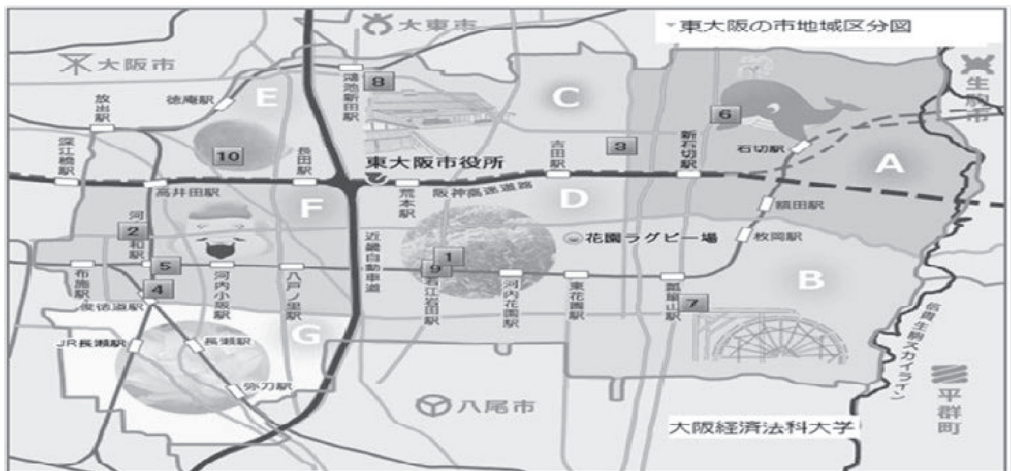 東大阪の市地域区分図
大東市
大阪市
生駒市
鴻池新田駅
8
徳庵駅
放出駅
E
C
6
石切駅
深江橋駅
10
長田駅
東大阪市役所
吉田駅
3
新石切駅
A
高井田駅
荒本駅
阪神高速道路
F
D
額田駅
2
花園ラグビー場
枚岡駅
近畿自動車道
1
B
布施駅
5
河内小阪駅
八戸ノ里駅
9
若江岩田駅
河内花園駅
東花園駅
瓢箪山駅
4
俊徳道駅
7
G
信貴生駒スカイライン
JR長瀬駅
長瀬駅
弥刀駅
平群町
八尾市
大阪経済法科大学